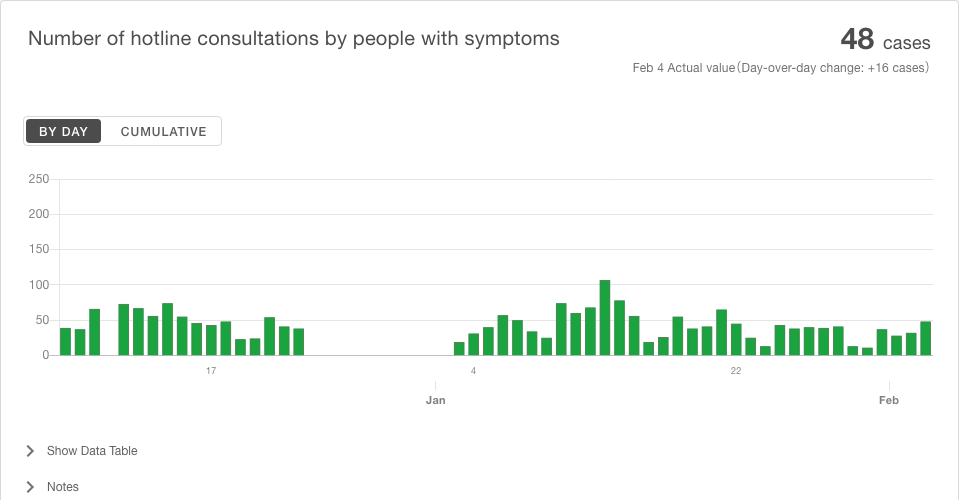 Number of hotline consultations by people with symptoms
48 cases
Feb 4 Actual value(Day-over-day change: +16 cases)
BY DAY CUMULATIVE
250
200
150
100
50
0
17 4 22
Jan Feb
Show Data Table
Notes